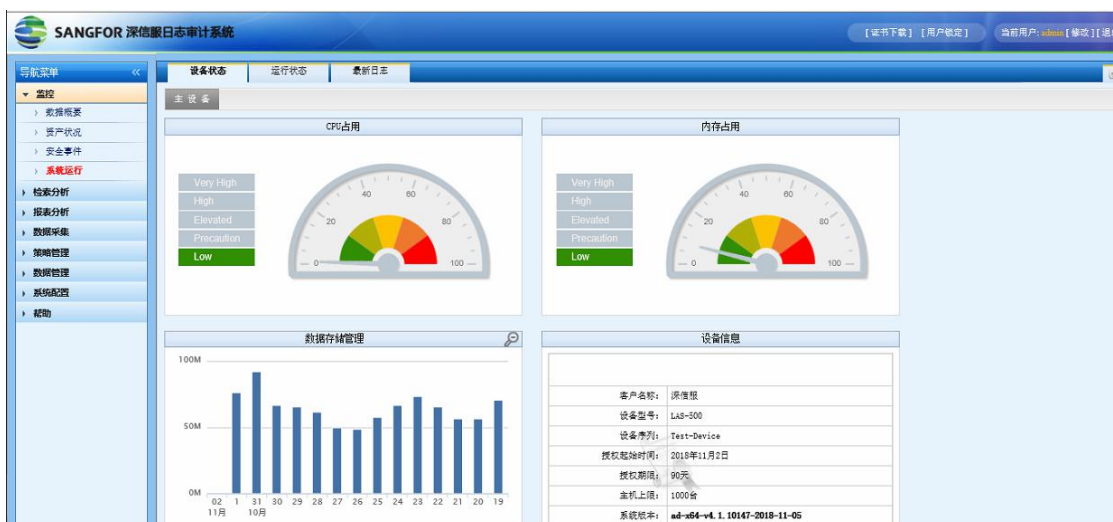 SANGFOR 深信服日志审计系统
[证书下载] [用户锁定] 当前用户:admin [修改][退
导航菜单 «
设备状态 运行状态 最新日志
监控
数据概要
资产状况
安全事件
系统运行
检索分析
报表分析
数据采集
策略管理
数据管理
系统配置
帮助
主设备
CPU占用
Very High
High
Elevated
Precaution
Low
0 20 40 60 80 100
内存占用
Very High
High
Elevated
Precaution
Low
0 20 40 60 80 100
数据存储管理
100M
50M
0M
02 1 31 30 29 28 27 26 25 24 23 22 21 20 19
11月 10月
设备信息
客户名称: 深信服
设备型号: LAS-500
设备序列: Test-Device
授权起始时间: 2018年11月2日
授权期限: 90天
主机上限: 1000台
系统版本: ad-x64-v4.1.10147-2018-11-05